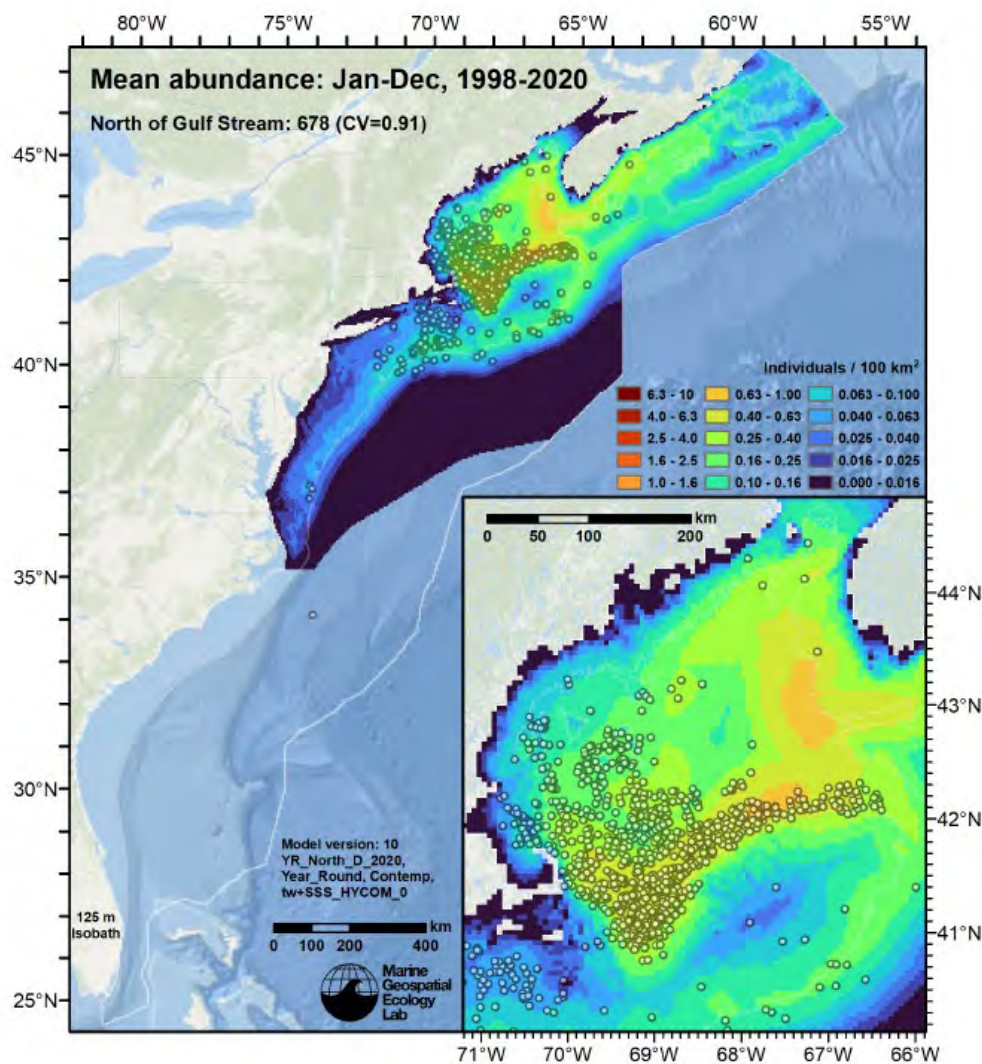 80°W 75°W 70°W 65°W 60°W 55°W
Mean abundance: Jan-Dec, 1998-2020
North of Gulf Stream: 678 (CV=0.91)
45°N
40°N
35°N
30°N
25°N
Individuals / 100 km²
6.3 - 10 0.63 - 1.00 0.063 - 0.100
4.0 - 6.3 0.40 - 0.63 0.040 - 0.063
2.5 - 4.0 0.25 - 0.40 0.025 - 0.040
1.6 - 2.5 0.16 - 0.25 0.016 - 0.025
1.0 - 1.6 0.10 - 0.16 0.000 - 0.016
km
0 50 100 200
44°N
43°N
42°N
41°N
71°W 70°W 69°W 68°W 67°W 66°W
Model version: 10
YR_North_D_2020,
Year_Round, Contemp,
tw+SSS_HYCOM_0
125 m
Isobath
km
0 100 200 400
Marine
Geospatial
Ecology
Lab